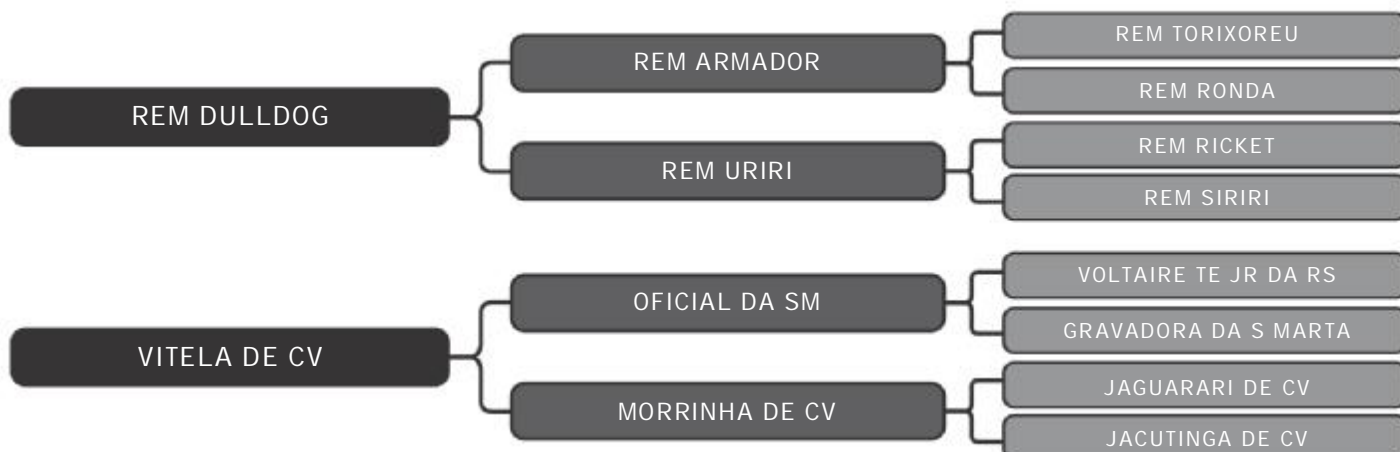 REM DULLDOG
REM ARMADOR
REM URIRI
REM TORIXOREU
REM RONDA
REM RICKET
REM SIRIRI
VITELA DE CV
OFICIAL DA SM
MORRINHA DE CV
VOLTAIRE TE JR DA RS
GRAVADORA DA S MARTA
JAGUARARI DE CV
JACUTINGA DE CV